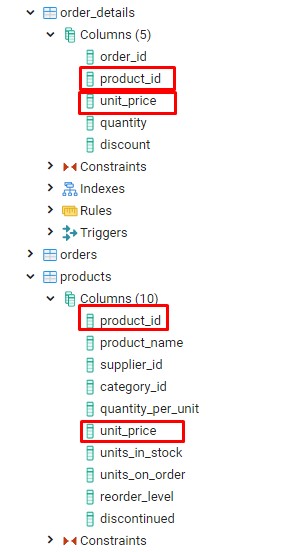 order_details
Columns (5)
order_id
product_id
unit_price
quantity
discount
Constraints
Indexes
Rules
Triggers
orders
products
Columns (10)
product_id
product_name
supplier_id
category_id
quantity_per_unit
unit_price
units_in_stock
units_on_order
reorder_level
discontinued
Constraints